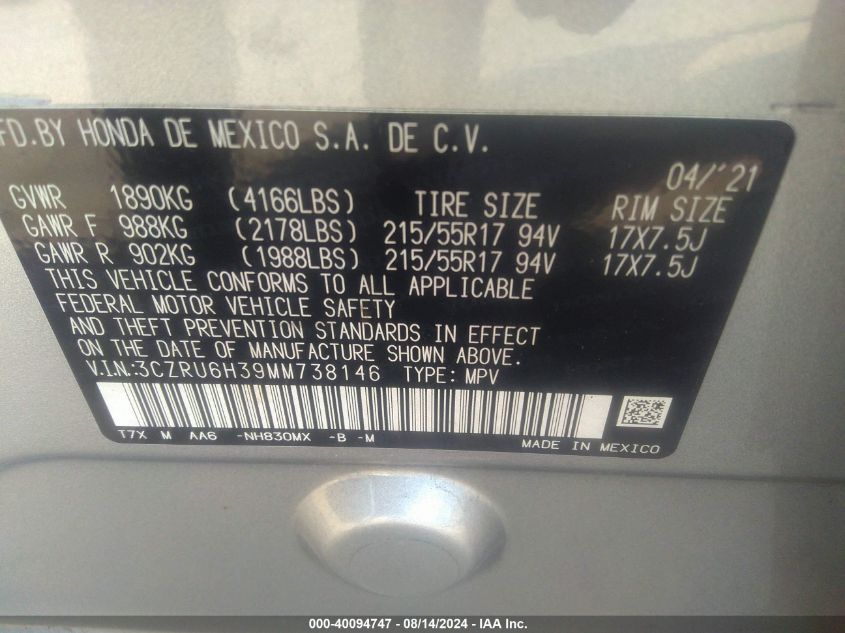 FD.BY HONDA DE MEXICO S.A. DE C.V.
04/'21
GVWR 1890KG (4166LBS) TIRE SIZE RIM SIZE
GAWR F 988KG (2178LBS) 215/55R17 94V 17X7.5J
GAWR R 902KG (1988LBS) 215/55R17 94V 17X7.5J
THIS VEHICLE CONFORMS TO ALL APPLICABLE
FEDERAL MOTOR VEHICLE SAFETY
AND THEFT PREVENTION STANDARDS IN EFFECT
ON THE DATE OF MANUFACTURE SHOWN ABOVE.
V.I.N:3CZRU6H39MM738146 TYPE: MPV
T7X M AA6 -NH830MX -B -M
MADE IN MEXICO
000-40094747 - 08/14/2024 - IAA Inc.